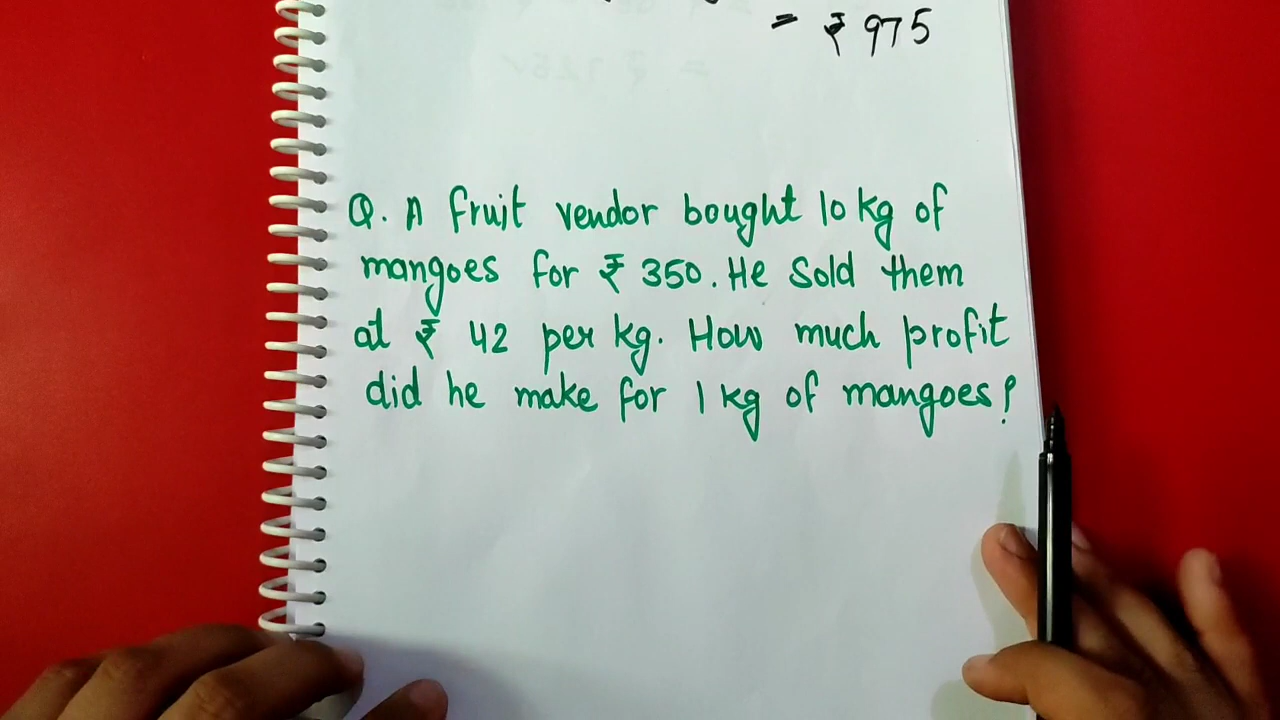 = ₹ 975
Q. A fruit vendor bought 10 kg of
mangoes for ₹ 350. He sold them
at ₹ 42 per kg. How much profit
did he make for 1 kg of mangoes?